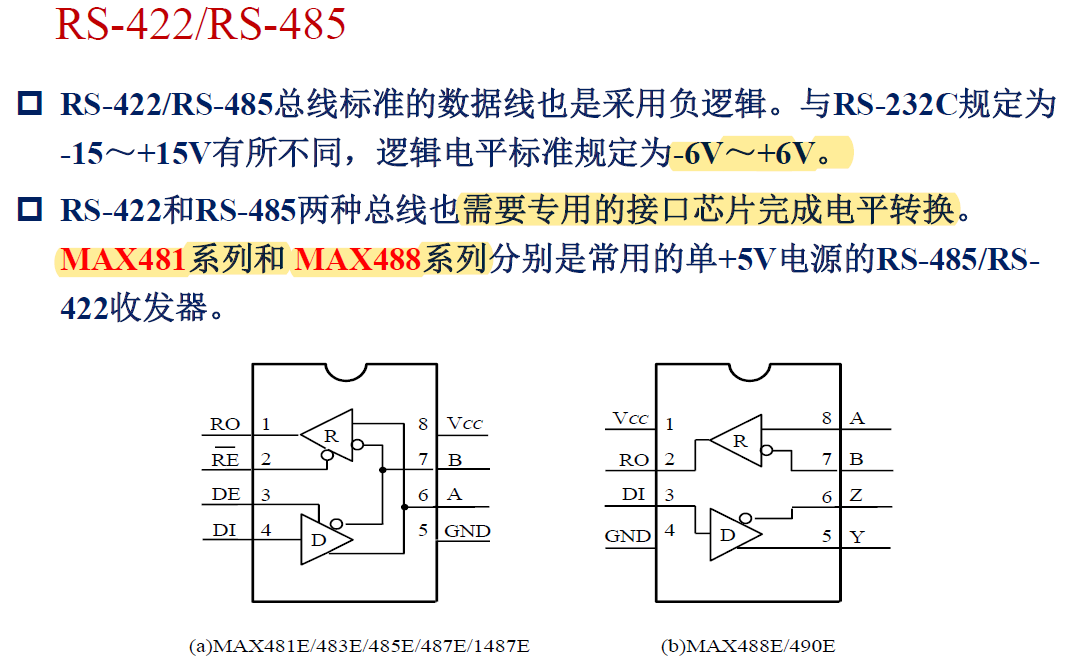 RS-422/RS-485
RS-422/RS-485总线标准的数据线也是采用负逻辑。与RS-232C规定为
-15～+15V有所不同，逻辑电平标准规定为-6V～+6V。
RS-422和RS-485两种总线也需要专用的接口芯片完成电平转换。
MAX481系列和 MAX488系列分别是常用的单+5V电源的RS-485/RS-
422收发器。
RO 1 R 8 Vcc
RE 2 7 B
DE 3 6 A
DI 4 D 5 GND
(a)MAX481E/483E/485E/487E/1487E
Vcc 1 8 A
RO 2 R 7 B
DI 3 6 Z
GND 4 D 5 Y
(b)MAX488E/490E